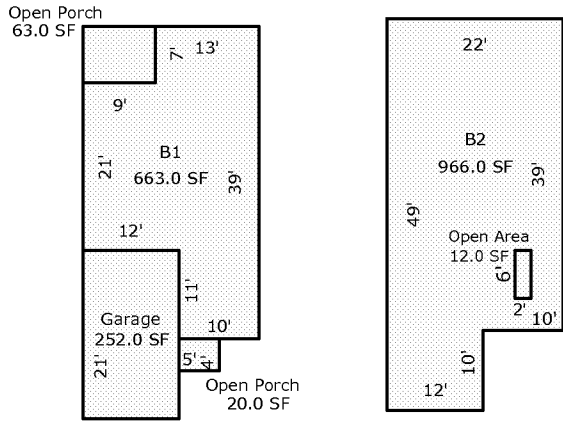 Open Porch
63.0 SF
7'
13'
9'
B1
663.0 SF
21'
39'
12'
11'
Garage
252.0 SF
21'
10'
5'
4'
Open Porch
20.0 SF
22'
B2
966.0 SF
39'
49'
Open Area
12.0 SF
6'
2'
10'
10'
12'